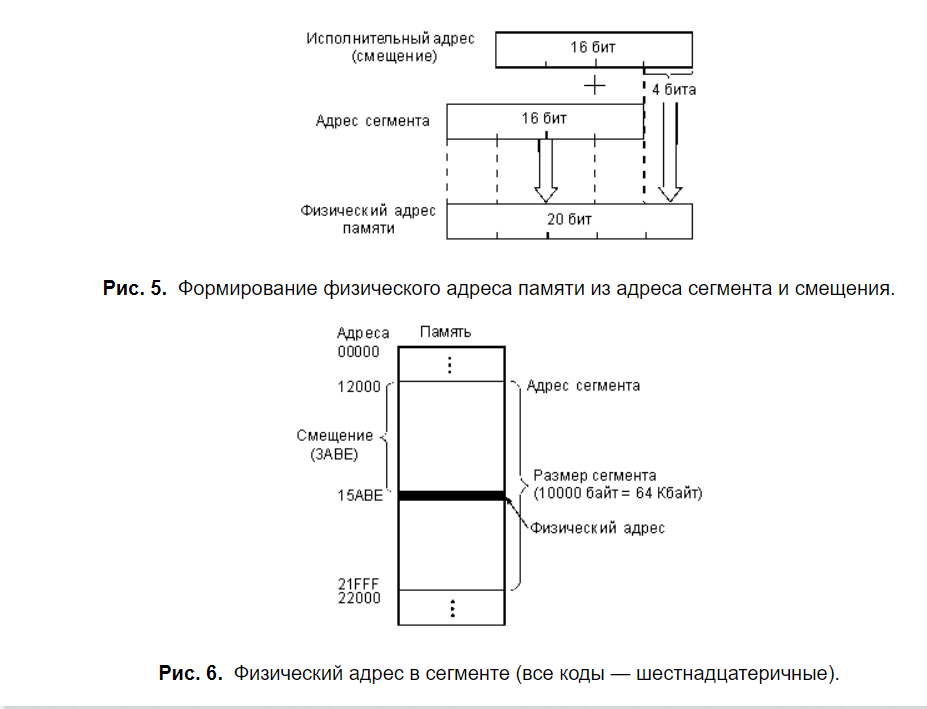 Исполнительный адрес
(смещение)
16 бит
4 бита
Адрес сегмента
16 бит
Физический адрес
памяти
20 бит
Рис. 5. Формирование физического адреса памяти из адреса сегмента и смещения.
Адреса
Память
00000
12000
Адрес сегмента
Смещение
(3ABE)
Размер сегмента
(10000 байт = 64 Кбайт)
15ABE
Физический адрес
21FFF
22000
Рис. 6. Физический адрес в сегменте (все коды — шестнадцатеричные).